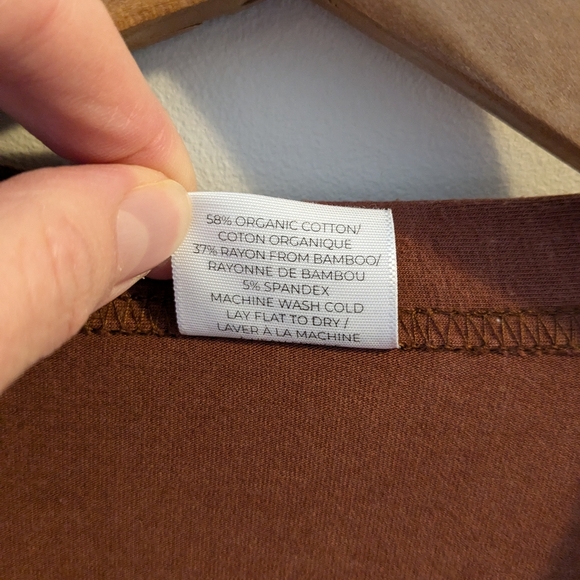 58% ORGANIC COTTON/
COTON ORGANIQUE
37% RAYON FROM BAMBOO/
RAYONNE DE BAMBOU
5% SPANDEX
MACHINE WASH COLD
LAY FLAT TO DRY /
LAVER A LA MACHINE